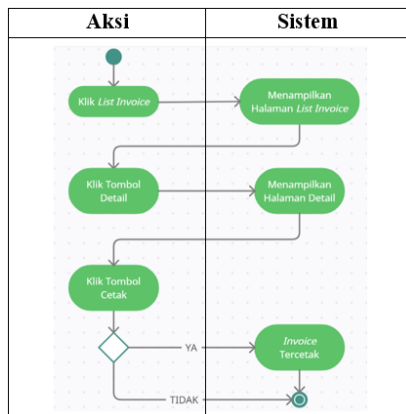 Aksi
Sistem
Klik List Invoice
Menampilkan
Halaman List Invoice
Klik Tombol
Detail
Menampilkan
Halaman Detail
Klik Tombol
Cetak
YA
Invoice
Tercetak
TIDAK